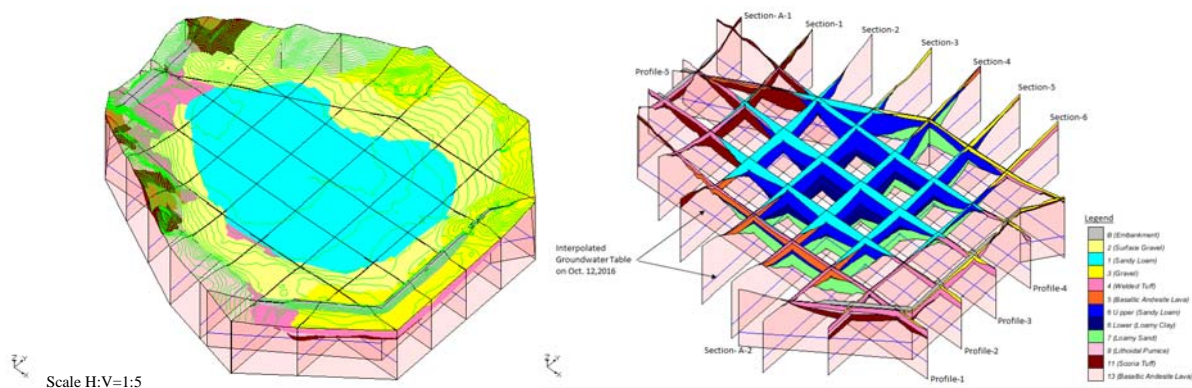 Section- A-1
Section-1
Section-2
Section-3
Section-4
Section-5
Section-6
Profile-5
Interpolated
Groundwater Table
on Oct. 12,2016
Legend
B (Embankment)
2 (Surface Gravel)
1 (Sandy Loam)
3 (Gravel)
4 (Welded Tuff)
5 (Basaltic Andesite Lava)
6 Upper (Sandy Loam)
6 Lower (Loamy Clay)
7 (Loamy Sand)
9 (Lithoidal Pumice)
11 (Scoria Tuff)
13 (Basaltic Andesite Lava)
Profile-4
Profile-3
Section- A-2
Profile-2
Profile-1
Z Y
X
Z Y
X
Scale H:V=1:5